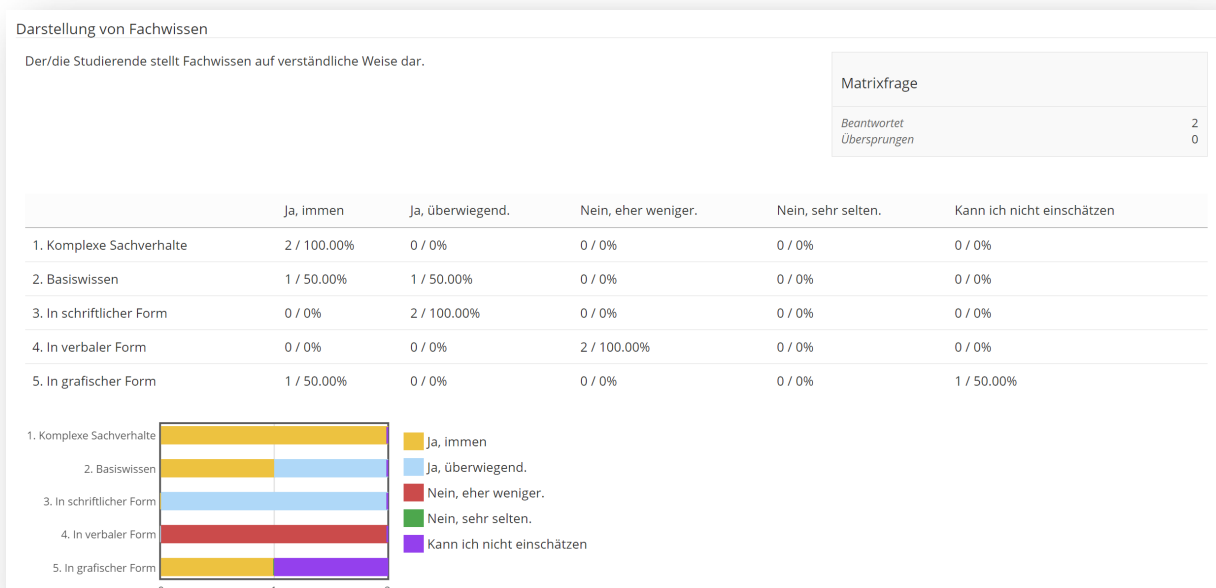 Darstellung von Fachwissen
Der/die Studierende stellt Fachwissen auf verständliche Weise dar.
Matrixfrage
Beantwortet 2
Übersprungen 0
Ja, immen Ja, überwiegend. Nein, eher weniger. Nein, sehr selten. Kann ich nicht einschätzen
1. Komplexe Sachverhalte 2 / 100.00% 0 / 0% 0 / 0% 0 / 0% 0 / 0%
2. Basiswissen 1 / 50.00% 1 / 50.00% 0 / 0% 0 / 0% 0 / 0%
3. In schriftlicher Form 0 / 0% 2 / 100.00% 0 / 0% 0 / 0% 0 / 0%
4. In verbaler Form 0 / 0% 0 / 0% 2 / 100.00% 0 / 0% 0 / 0%
5. In grafischer Form 1 / 50.00% 0 / 0% 0 / 0% 0 / 0% 1 / 50.00%
1. Komplexe Sachverhalte
2. Basiswissen
3. In schriftlicher Form
4. In verbaler Form
5. In grafischer Form
Ja, immen
Ja, überwiegend.
Nein, eher weniger.
Nein, sehr selten.
Kann ich nicht einschätzen